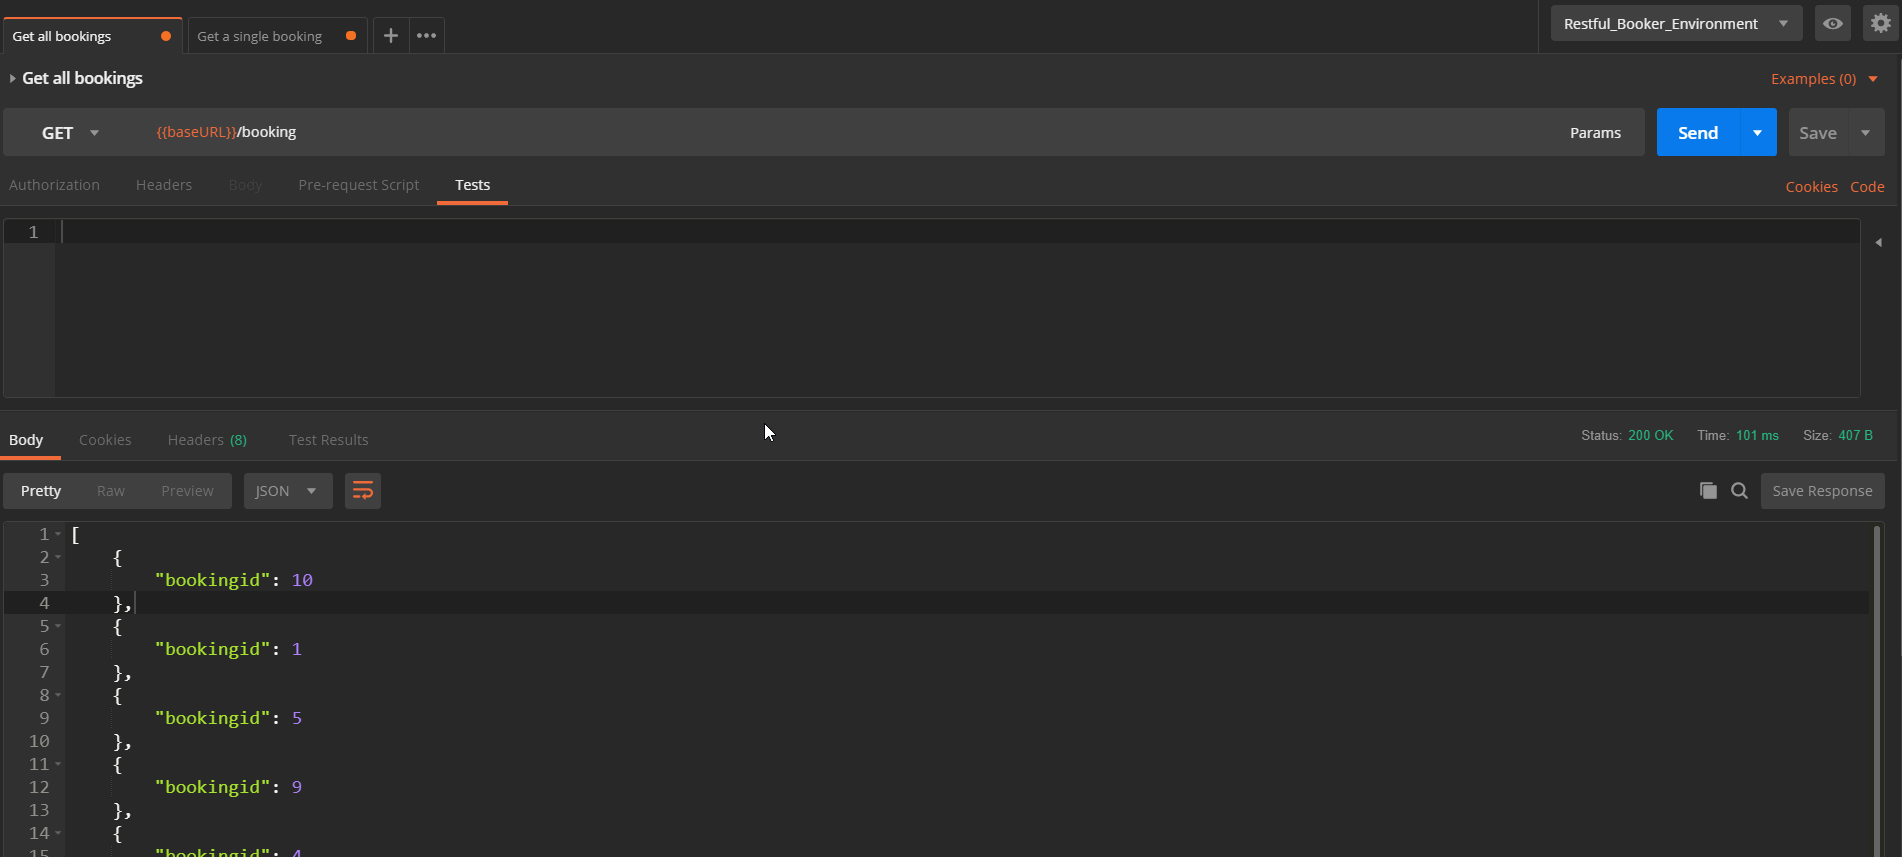 Get all bookings Get a single booking Restful_Booker_Environment
Get all bookings Examples (0)
GET {{baseURL}}/booking Params Send Save
Authorization Headers Body Pre-request Script Tests Cookies Code
1
Body Cookies Headers (8) Test Results Status: 200 OK Time: 101 ms Size: 407 B
Pretty Raw Preview JSON Save Response
1 [
2 {
3 "bookingid": 10
4 },
5 {
6 "bookingid": 1
7 },
8 {
9 "bookingid": 5
10 },
11 {
12 "bookingid": 9
13 },
14 {
15 "bookingid": 4